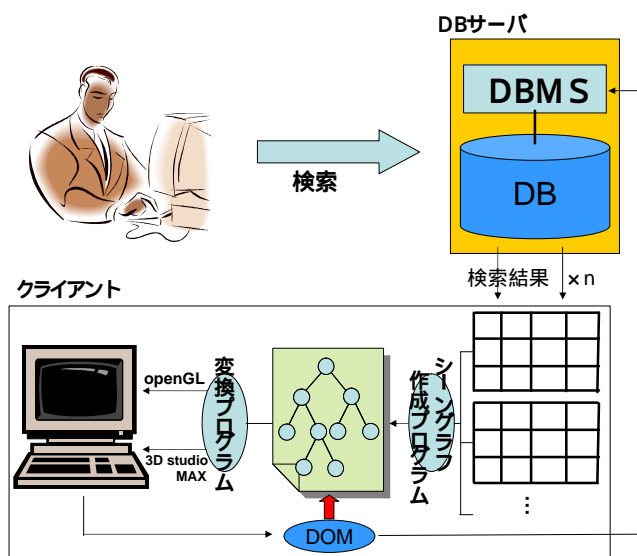 DBサーバ
DBMS
DB
検索
検索結果 ×n
クライアント
openGL
3D studio
MAX
変換プログラム
シーングラフ
作成プログラム
⋮
DOM